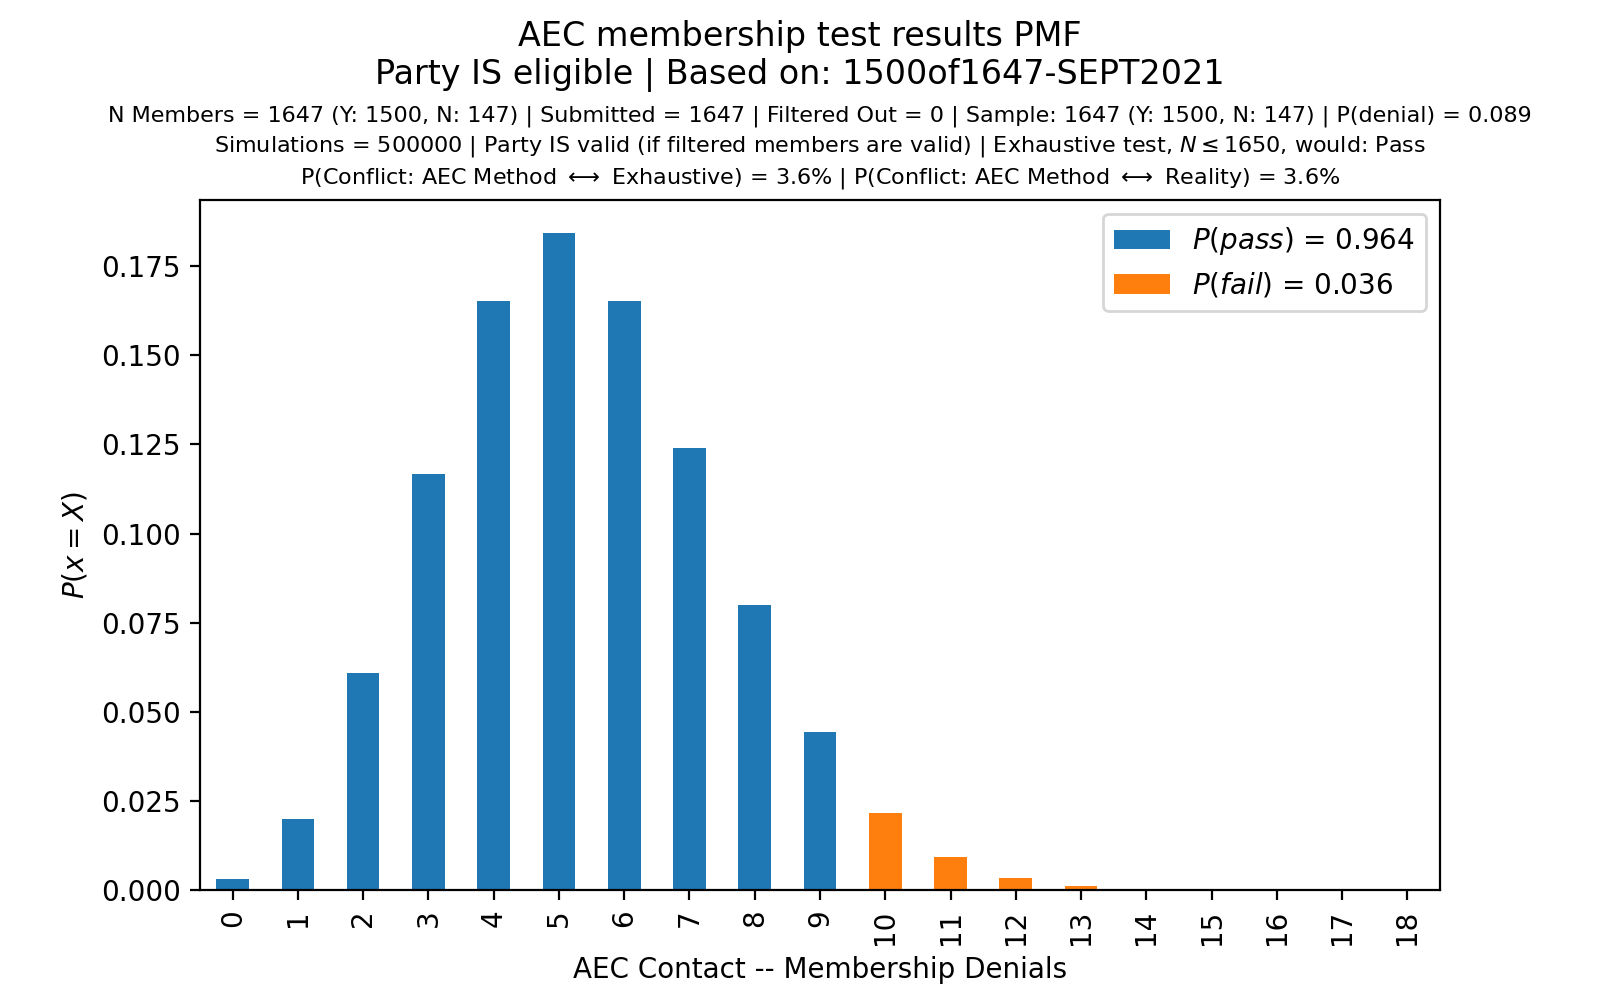 AEC membership test results PMF
Party IS eligible | Based on: 1500of1647-SEPT2021
N Members = 1647 (Y: 1500, N: 147) | Submitted = 1647 | Filtered Out = 0 | Sample: 1647 (Y: 1500, N: 147) | P(denial) = 0.089
Simulations = 500000 | Party IS valid (if filtered members are valid) | Exhaustive test, N ≤ 1650, would: Pass
P(Conflict: AEC Method ⟷ Exhaustive) = 3.6% | P(Conflict: AEC Method ⟷ Reality) = 3.6%
P(pass) = 0.964
P(fail) = 0.036
0.175
0.150
0.125
0.100
0.075
0.050
0.025
0.000
P(x = X)
0 1 2 3 4 5 6 7 8 9 10 11 12 13 14 15 16 17 18
AEC Contact -- Membership Denials